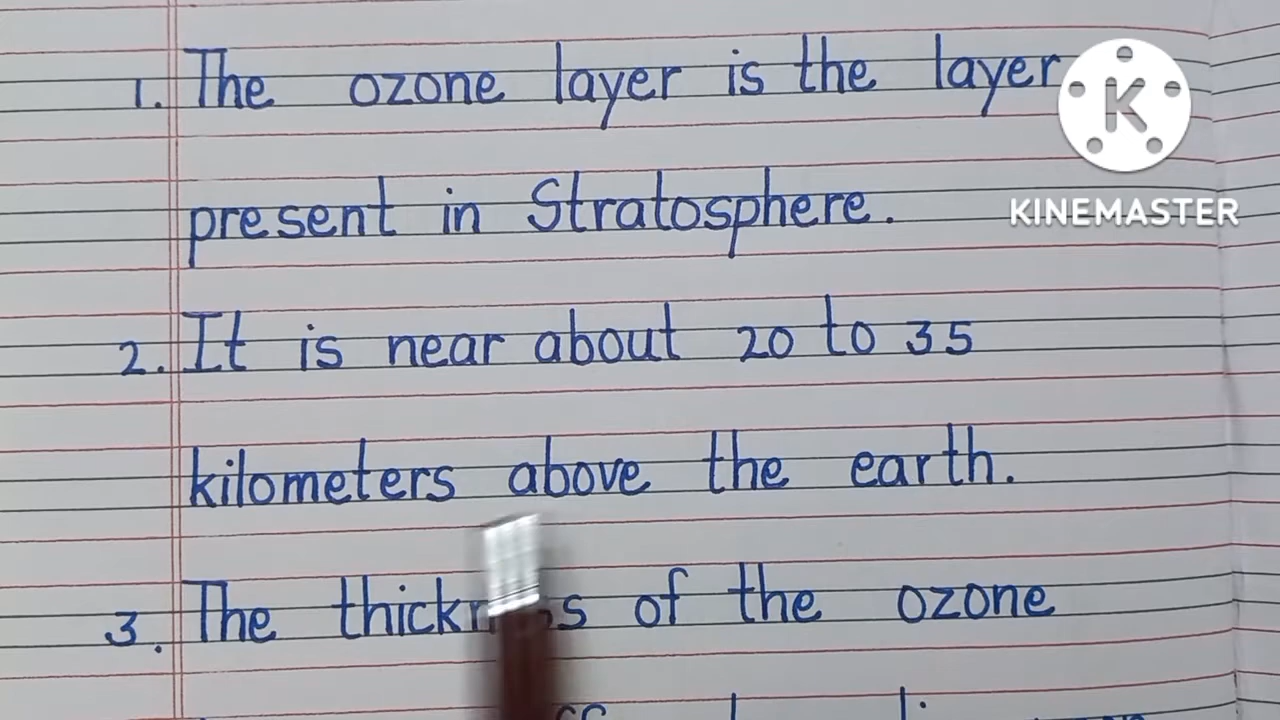 1. The ozone layer is the layer
present in Stratosphere.
2. It is near about 20 to 35
kilometers above the earth.
3. The of the ozone
KINEMASTER